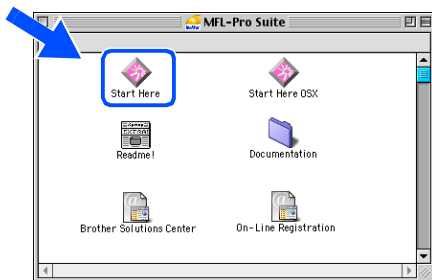 MFL-Pro Suite
Start Here
Start Here OSX
Readme!
Documentation
Brother Solutions Center
On-Line Registration